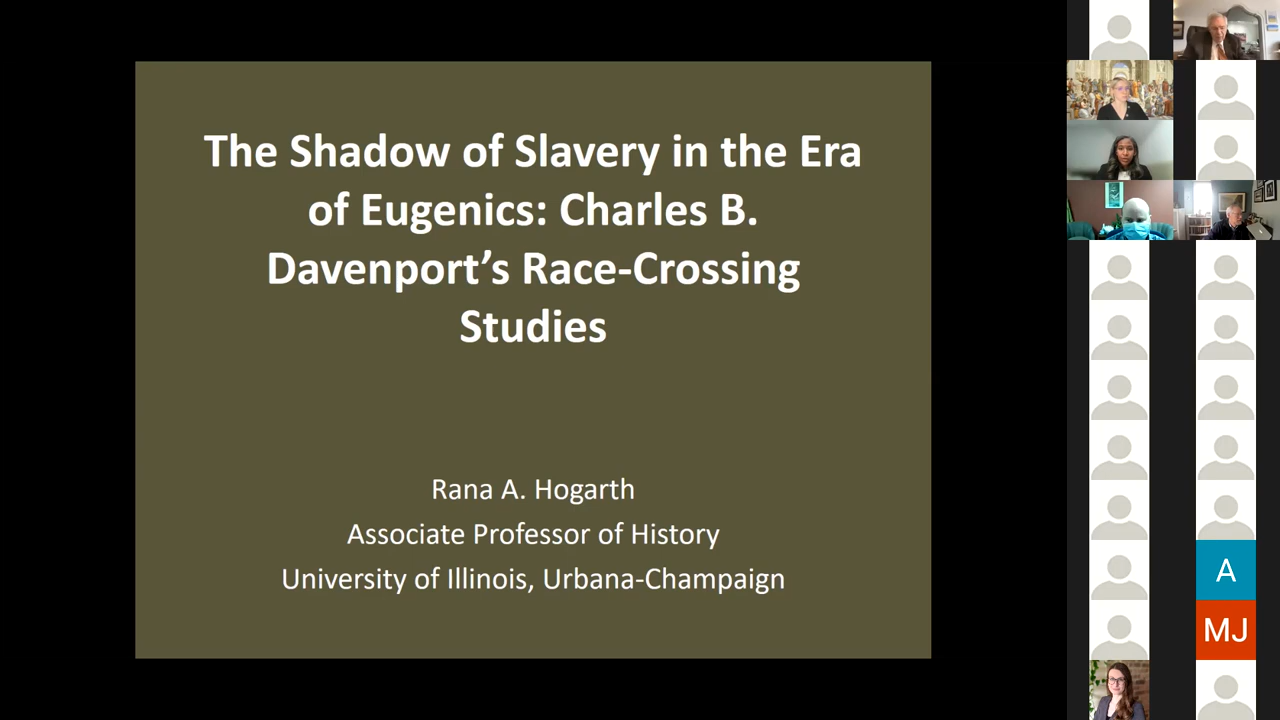 The Shadow of Slavery in the Era
of Eugenics: Charles B.
Davenport’s Race-Crossing
Studies
Rana A. Hogarth
Associate Professor of History
University of Illinois, Urbana-Champaign
A
MJ